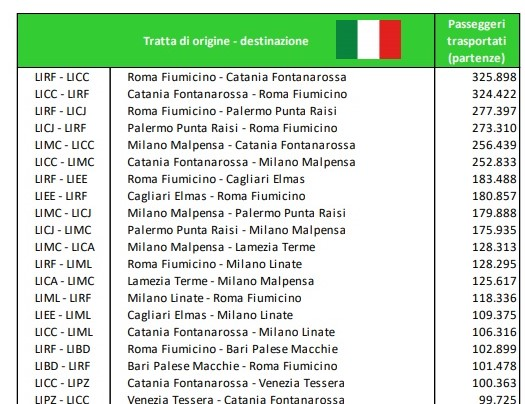 Tratta di origine - destinazione
Passeggeri
trasportati
(partenze)
LIRF - LICC Roma Fiumicino - Catania Fontanarossa 325.898
LICC - LIRF Catania Fontanarossa - Roma Fiumicino 324.422
LIRF - LICJ Roma Fiumicino - Palermo Punta Raisi 277.397
LICJ - LIRF Palermo Punta Raisi - Roma Fiumicino 273.310
LIMC - LICC Milano Malpensa - Catania Fontanarossa 256.439
LICC - LIMC Catania Fontanarossa - Milano Malpensa 252.833
LIRF - LIEE Roma Fiumicino - Cagliari Elmas 183.488
LIEE - LIRF Cagliari Elmas - Roma Fiumicino 180.857
LIMC - LICJ Milano Malpensa - Palermo Punta Raisi 179.888
LICJ - LIMC Palermo Punta Raisi - Milano Malpensa 175.935
LIMC - LICA Milano Malpensa - Lamezia Terme 128.313
LIRF - LIML Roma Fiumicino - Milano Linate 128.295
LICA - LIMC Lamezia Terme - Milano Malpensa 125.617
LIML - LIRF Milano Linate - Roma Fiumicino 118.336
LIEE - LIML Cagliari Elmas - Milano Linate 109.375
LICC - LIML Catania Fontanarossa - Milano Linate 106.316
LIRF - LIBD Roma Fiumicino - Bari Palese Macchie 102.899
LIBD - LIRF Bari Palese Macchie - Roma Fiumicino 101.478
LICC - LIPZ Catania Fontanarossa - Venezia Tessera 100.363
LIPZ - LICC Venezia Tessera - Catania Fontanarossa 99.725